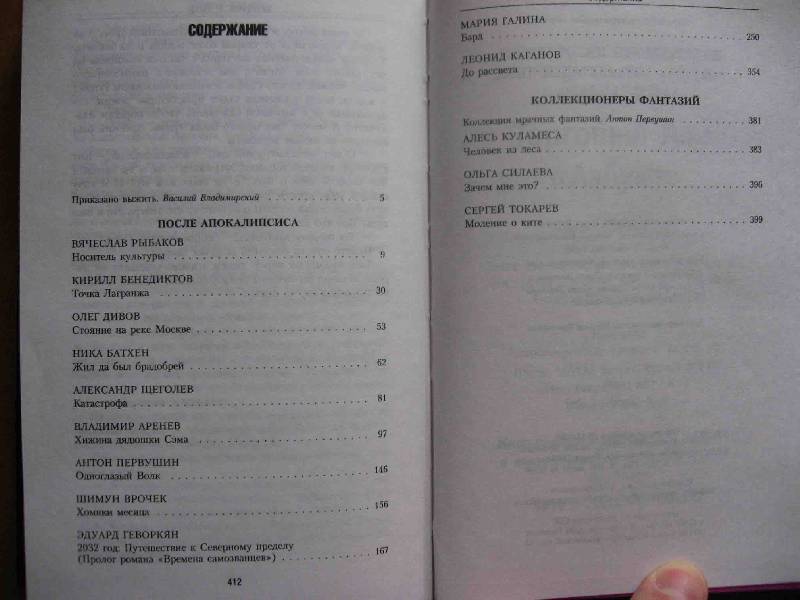 СОДЕРЖАНИЕ
Приказано выжить. Василий Владимирский . . . . . . . . . . . . . . . 5
ПОСЛЕ АПОКАЛИПСИСА
ВЯЧЕСЛАВ РЫБАКОВ
Носитель культуры . . . . . . . . . . . . . . . . . . . . . . . . . . 9
КИРИЛЛ БЕНЕДИКТОВ
Точка Лагранжа . . . . . . . . . . . . . . . . . . . . . . . . . . . 30
ОЛЕГ ДИВОВ
Стояние на реке Москве . . . . . . . . . . . . . . . . . . . . . . . 53
НИКА БАТХЕН
Жил да был брадобрей . . . . . . . . . . . . . . . . . . . . . . . . 62
АЛЕКСАНДР ЩЕГОЛЕВ
Катастрофа . . . . . . . . . . . . . . . . . . . . . . . . . . . . . 81
ВЛАДИМИР АРЕНЕВ
Хижина дядюшки Сэма . . . . . . . . . . . . . . . . . . . . . . . . 97
АНТОН ПЕРВУШИН
Одноглазый Волк . . . . . . . . . . . . . . . . . . . . . . . . . . 146
ШИМУН ВРОЧЕК
Хомики месяца . . . . . . . . . . . . . . . . . . . . . . . . . . . 156
ЭДУАРД ГЕВОРКЯН
2032 год: Путешествие к Северному пределу
(Пролог романа «Времена самозванцев») . . . . . . . . . . . . . . . 167
412
МАРИЯ ГАЛИНА
Бард . . . . . . . . . . . . . . . . . . . . . . . . . . . . . . . . 250
ЛЕОНИД КАГАНОВ
До рассвета . . . . . . . . . . . . . . . . . . . . . . . . . . . . 354
КОЛЛЕКЦИОНЕРЫ ФАНТАЗИЙ
Коллекция мрачных фантазий. Антон Первушин . . . . . . . . . . . . 381
АЛЕСЬ КУЛАМЕСА
Человек из леса . . . . . . . . . . . . . . . . . . . . . . . . . . 383
ОЛЬГА СИЛАЕВА
Зачем мне это? . . . . . . . . . . . . . . . . . . . . . . . . . . . 396
СЕРГЕЙ ТОКАРЕВ
Моление о ките . . . . . . . . . . . . . . . . . . . . . . . . . . . 399